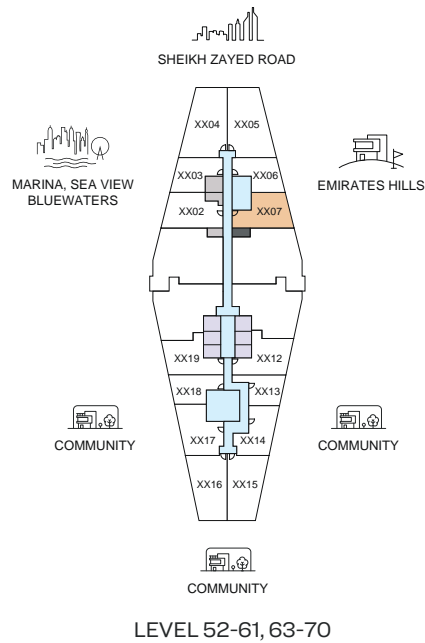 SHEIKH ZAYED ROAD
XX04
XX05
MARINA, SEA VIEW
BLUEWATERS
EMIRATES HILLS
XX03
XX06
XX02
XX07
XX19
XX12
XX18
XX13
COMMUNITY
COMMUNITY
XX17
XX14
XX16
XX15
COMMUNITY
LEVEL 52-61, 63-70